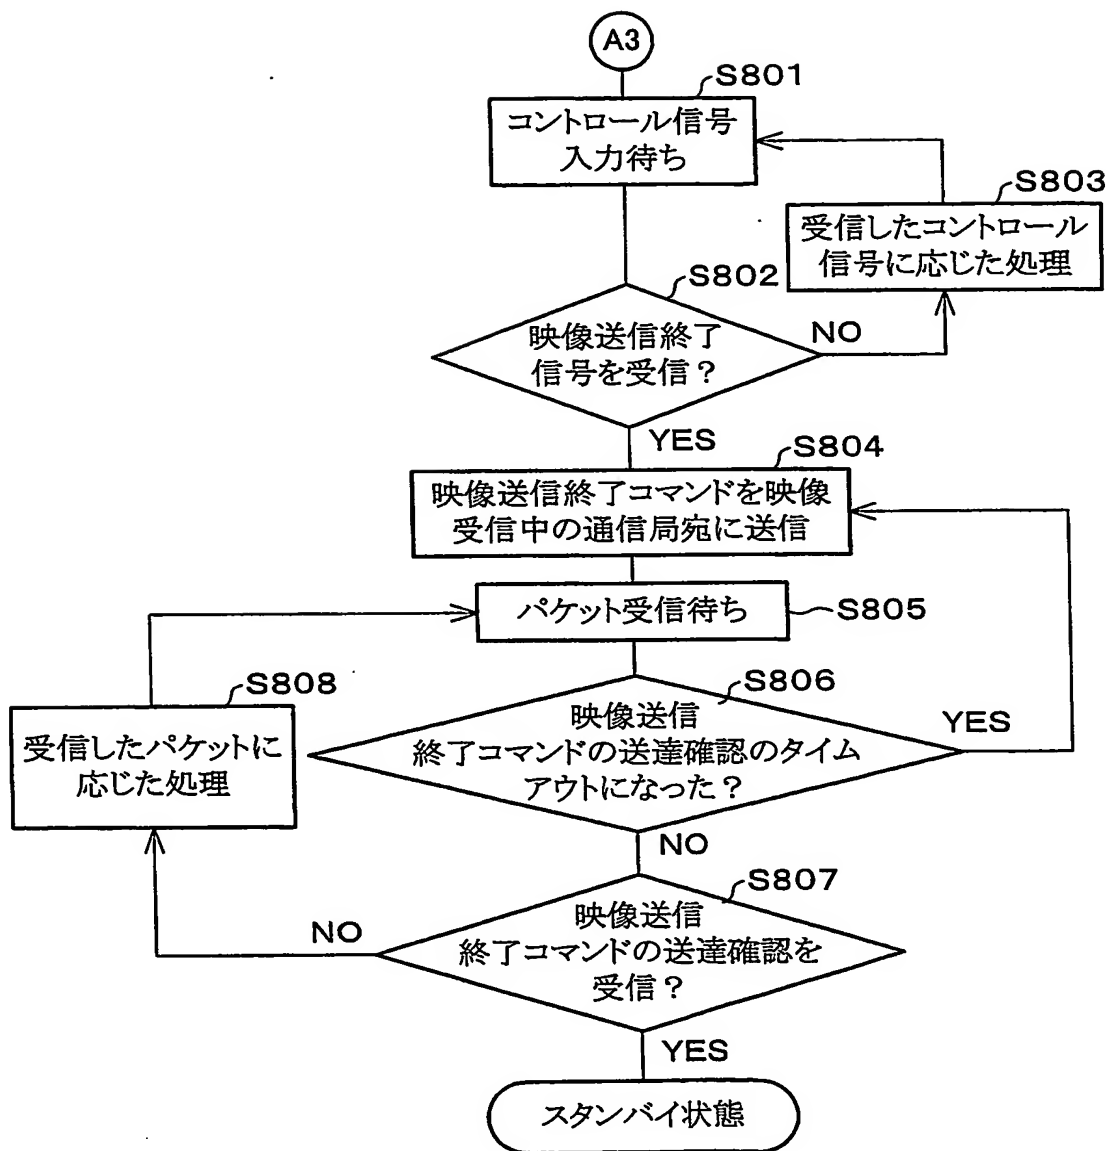 A3
S801
コントロール信号
入力待ち
S803
受信したコントロール
信号に応じた処理
S802
映像送信終了
信号を受信？
NO
YES
S804
映像送信終了コマンドを映像
受信中の通信局宛に送信
パケット受信待ち
S805
S808
受信したパケットに
応じた処理
S806
映像送信
終了コマンドの送達確認のタイム
アウトになった？
YES
NO
S807
映像送信
終了コマンドの送達確認を
受信？
NO
YES
スタンバイ状態